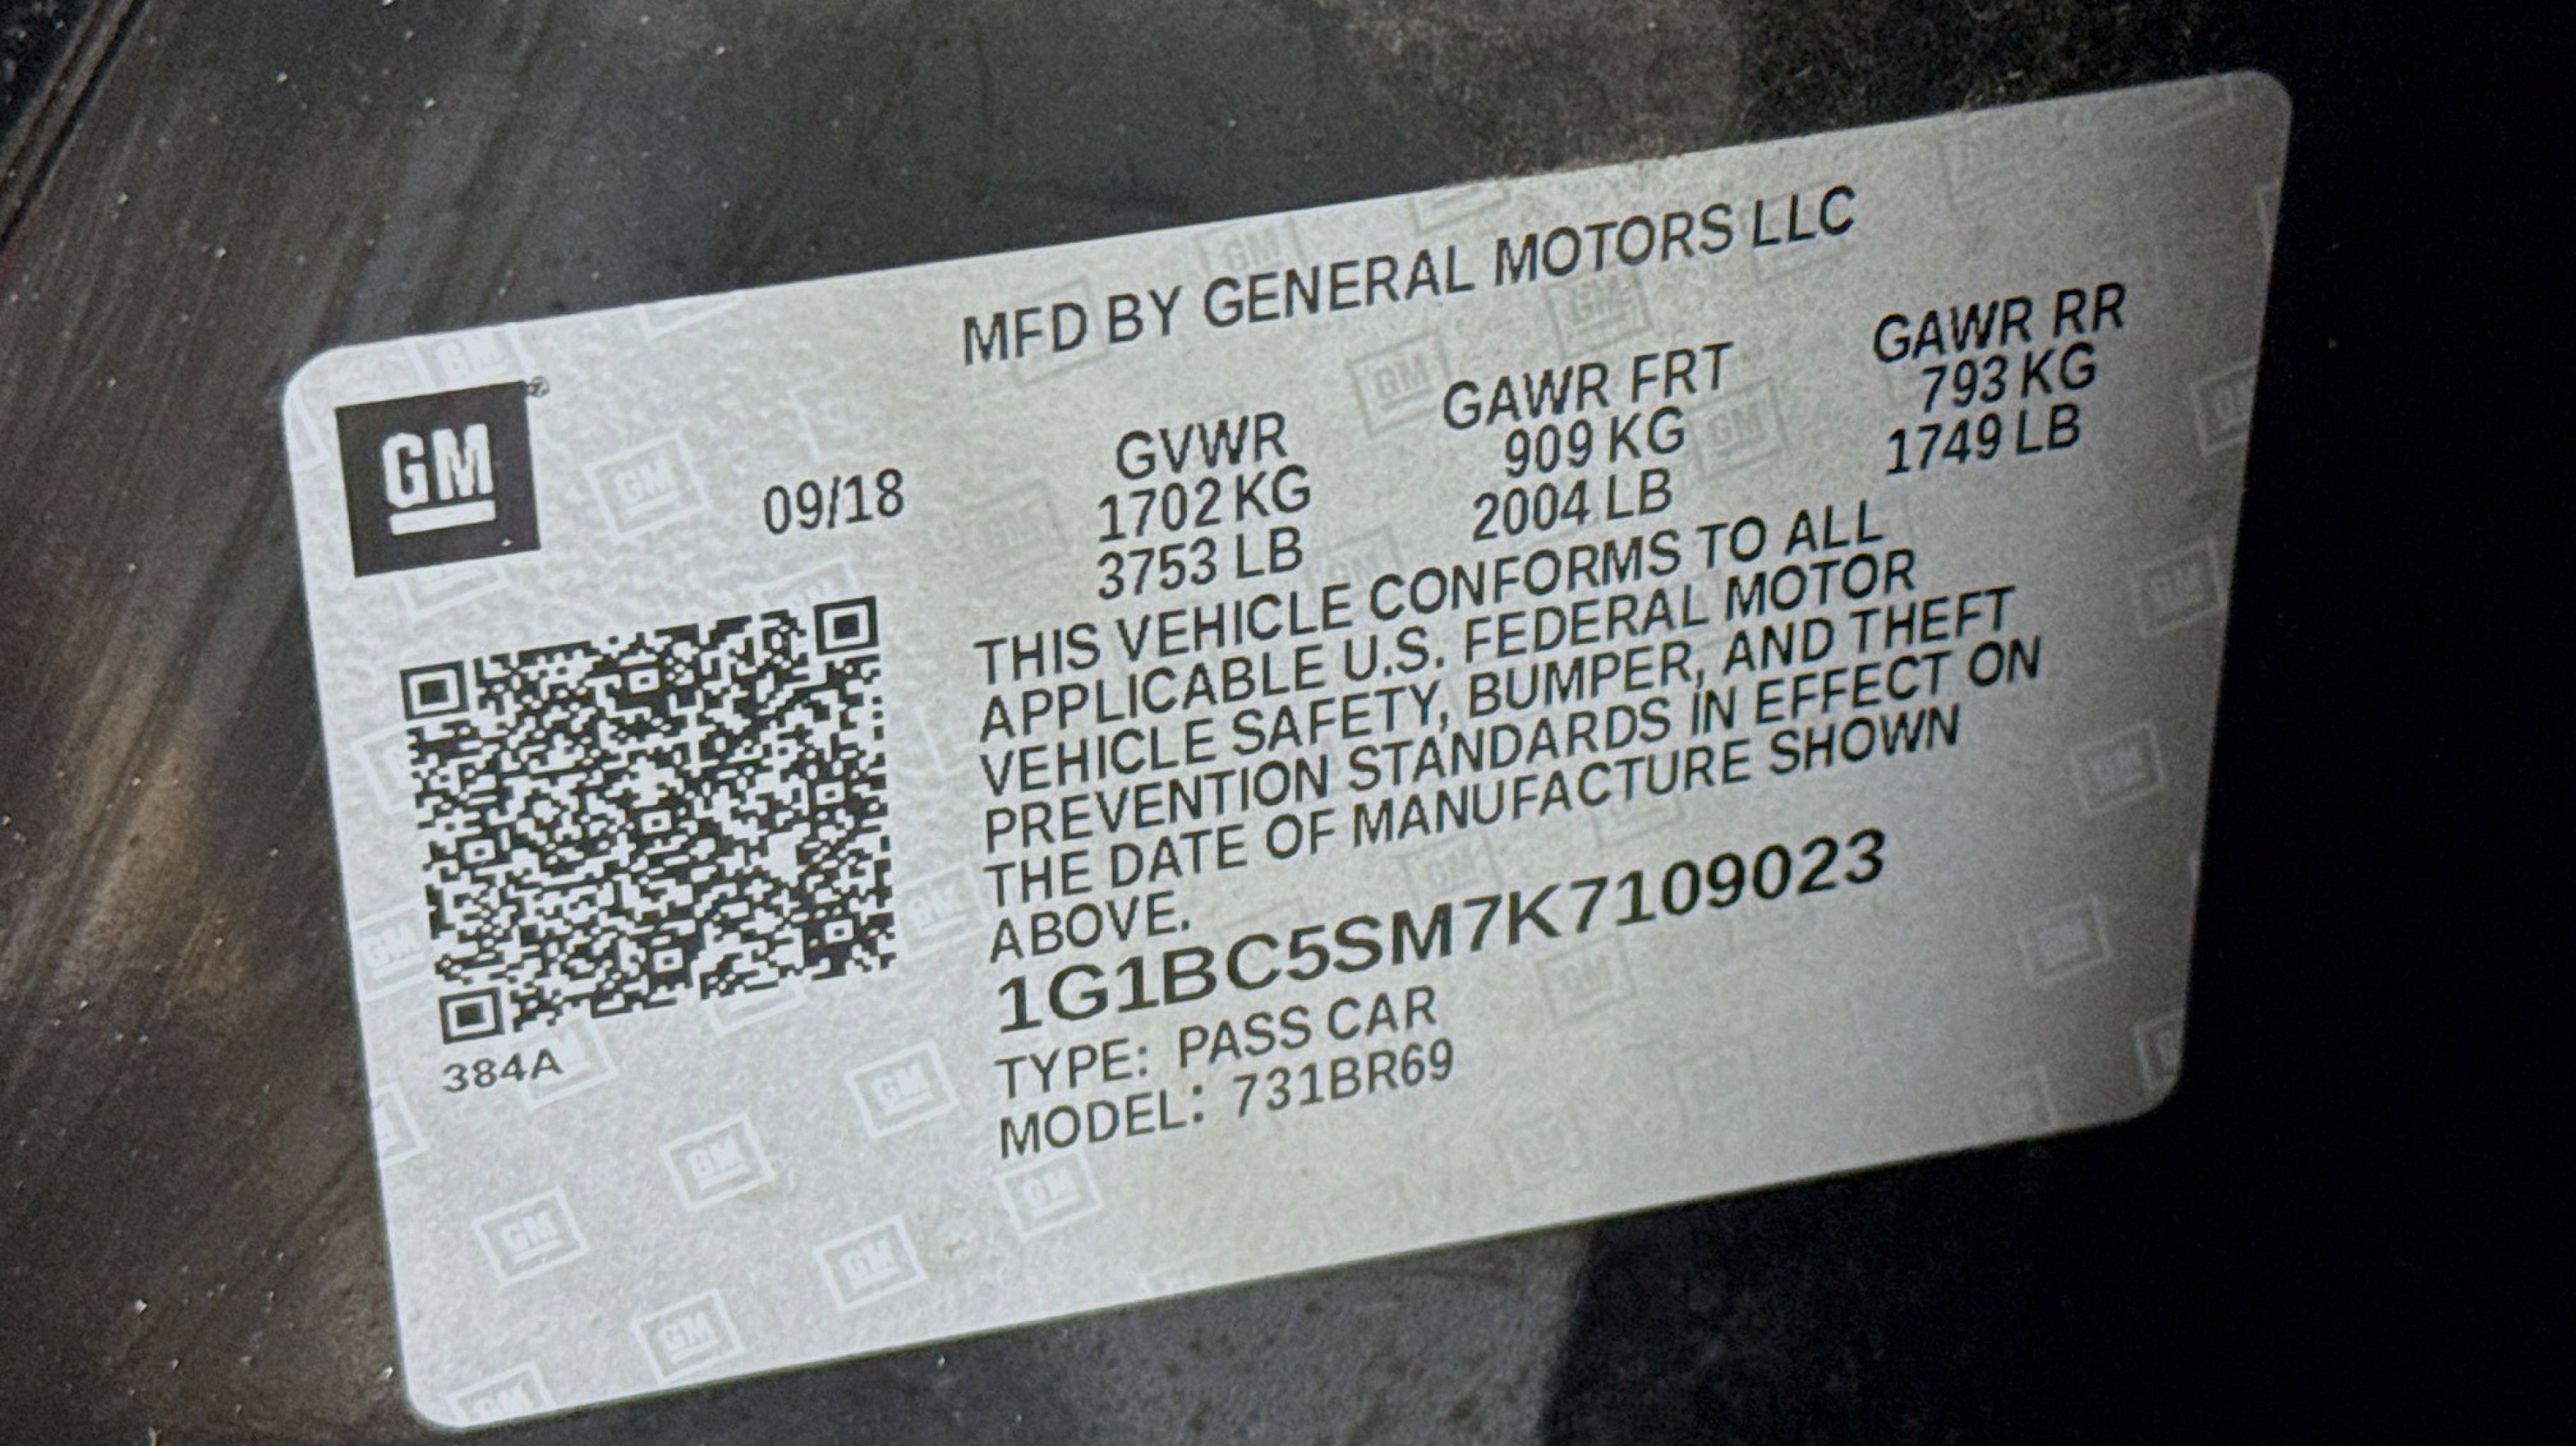 MFD BY GENERAL MOTORS LLC
GM®
09/18
GVWR
1702 KG
3753 LB
GAWR FRT
909 KG
2004 LB
GAWR RR
793 KG
1749 LB
THIS VEHICLE CONFORMS TO ALL
APPLICABLE U.S. FEDERAL MOTOR
VEHICLE SAFETY, BUMPER, AND THEFT
PREVENTION STANDARDS IN EFFECT ON
THE DATE OF MANUFACTURE SHOWN
ABOVE.
1G1BC5SM7K7109023
TYPE: PASS CAR
MODEL: 731BR69
384A